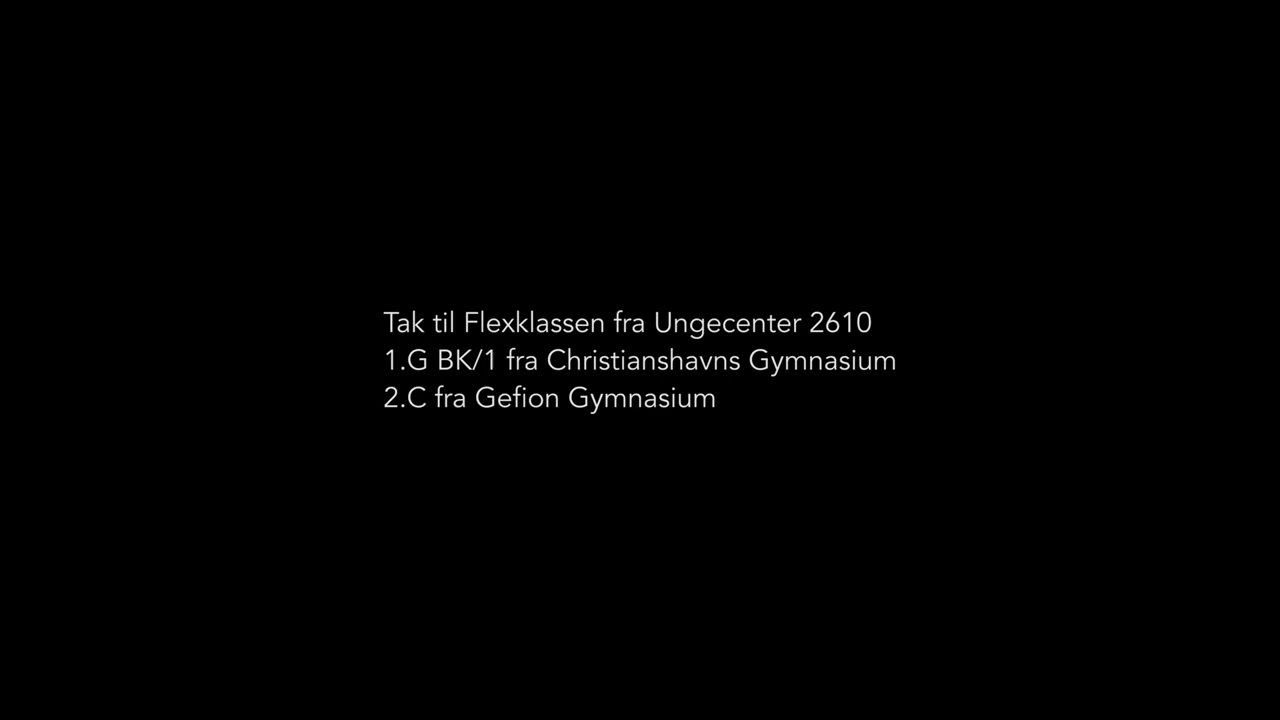 Tak til Flexklassen fra Ungecenter 2610
1.G BK/1 fra Christianshavns Gymnasium
2.C fra Gefion Gymnasium